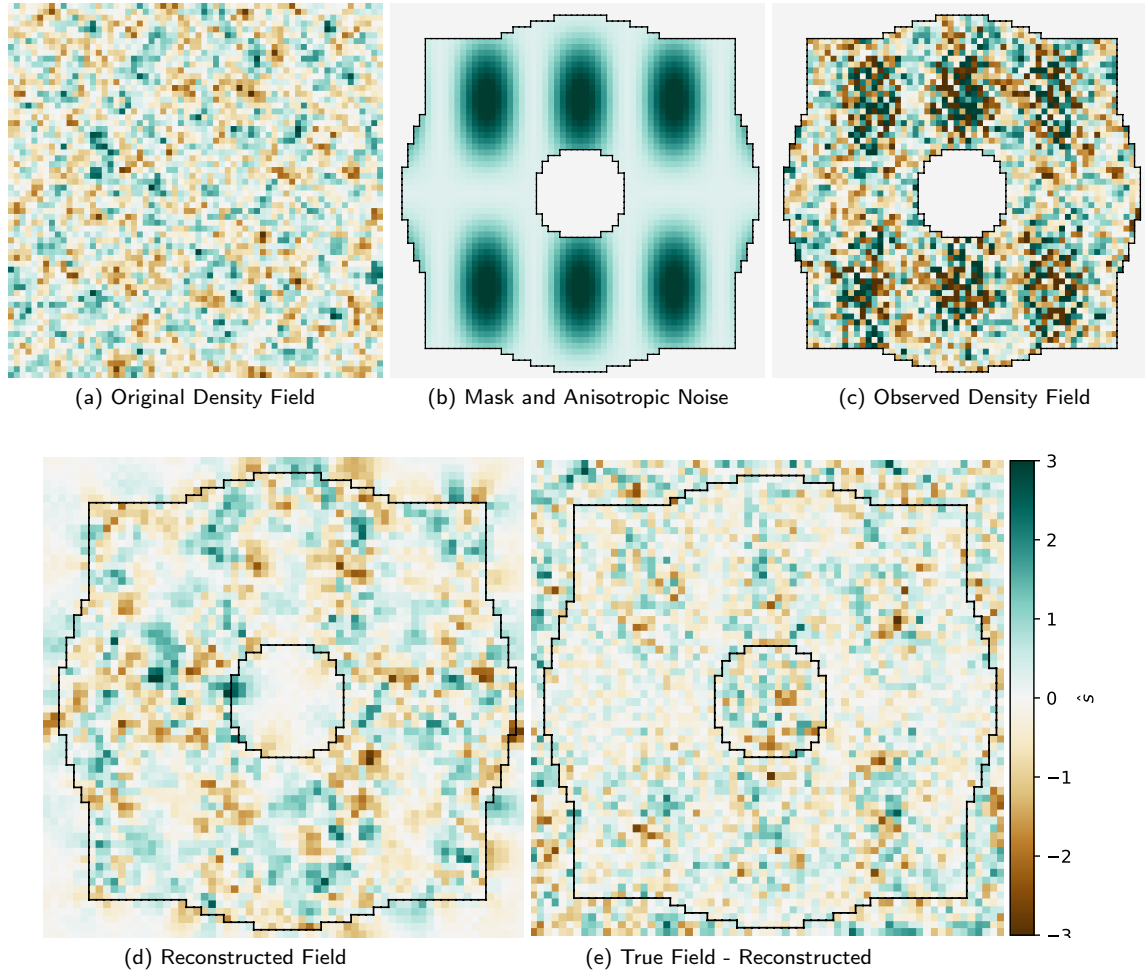 (a) Original Density Field
(b) Mask and Anisotropic Noise
(c) Observed Density Field
3
2
1
0
−1
−2
−3
ŝ
(d) Reconstructed Field
(e) True Field - Reconstructed